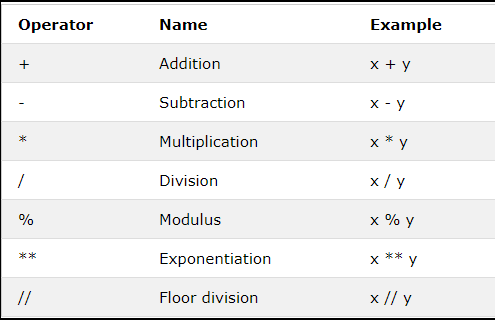 Operator Name Example
+ Addition x + y
- Subtraction x - y
* Multiplication x * y
/ Division x / y
% Modulus x % y
** Exponentiation x ** y
// Floor division x // y